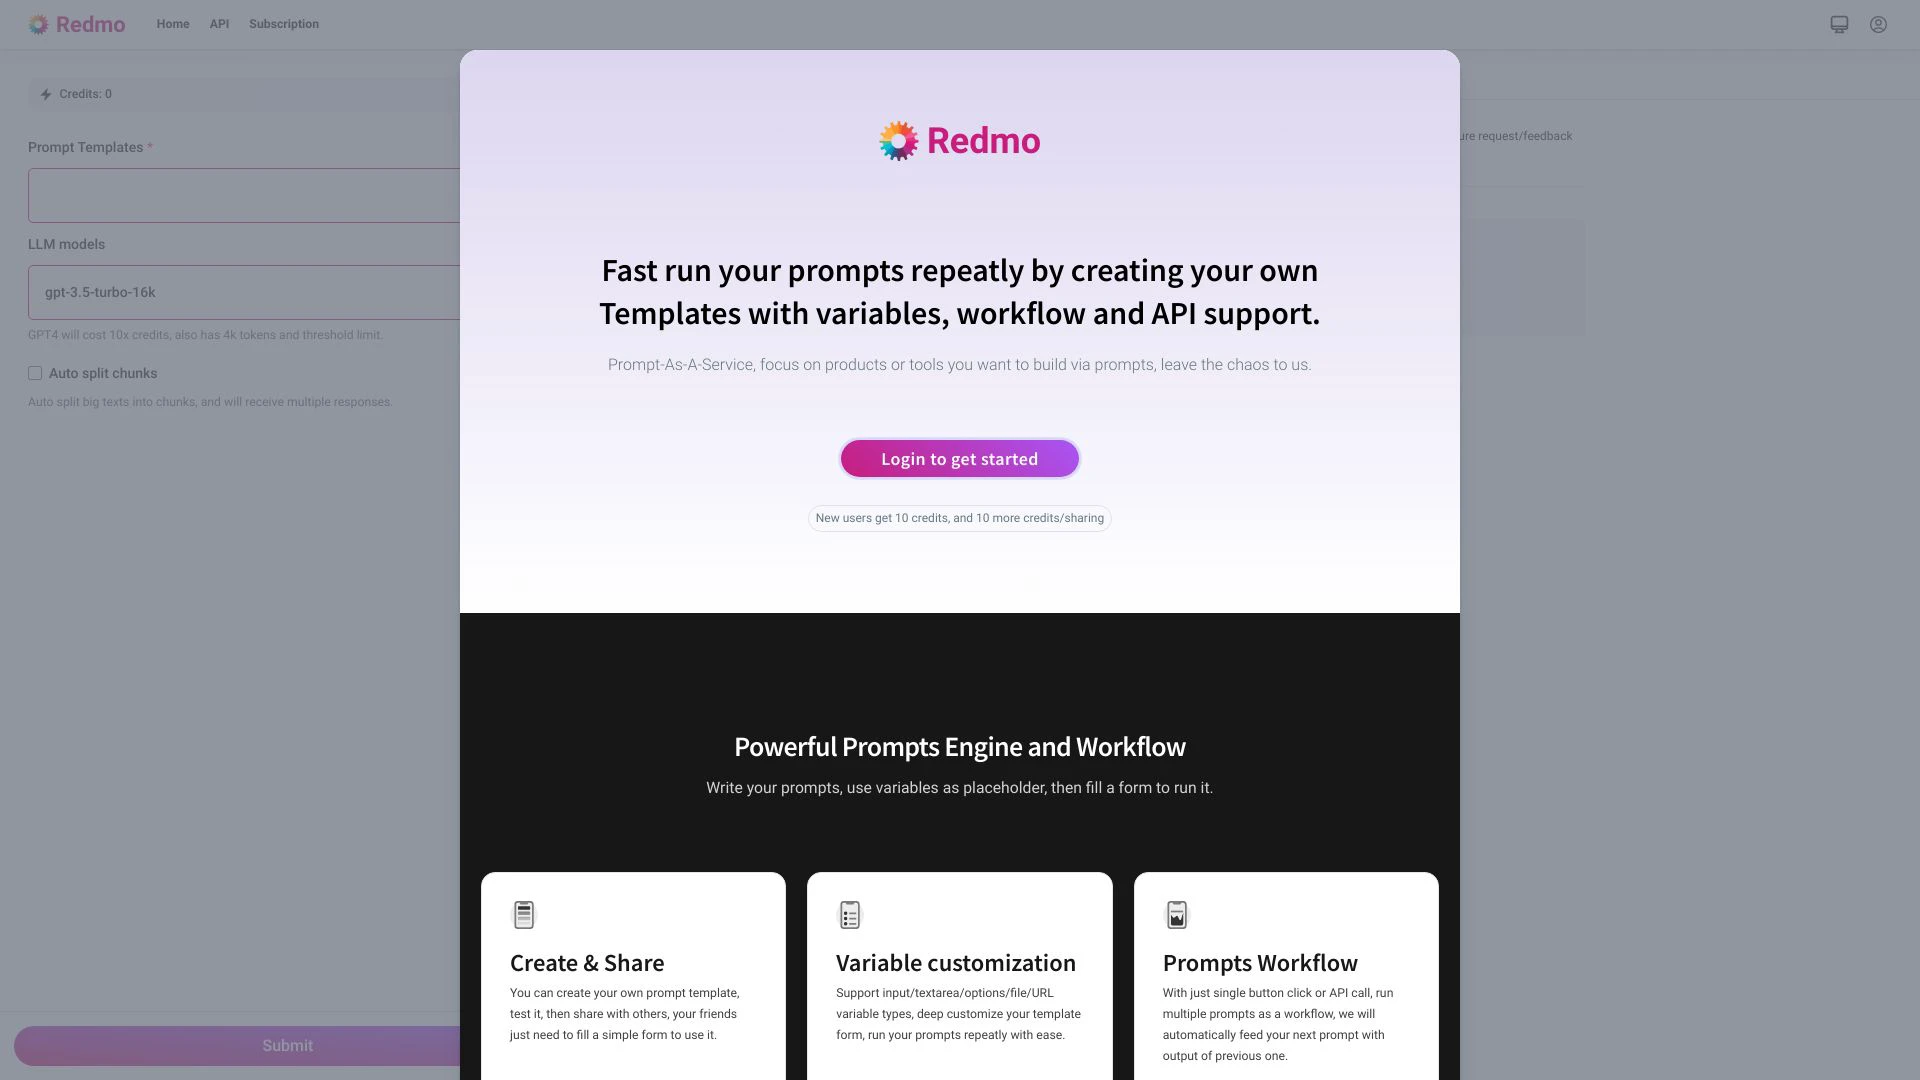 Redmo
Home
API
Subscription
Credits: 0
Prompt Templates *
LLM models
gpt-3.5-turbo-16k
GPT4 will cost 10x credits, also has 4k tokens and threshold limit.
Auto split chunks
Auto split big texts into chunks, and will receive multiple responses.
Submit
request/feedback
Redmo
Fast run your prompts repeatly by creating your own
Templates with variables, workflow and API support.
Prompt-As-A-Service, focus on products or tools you want to build via prompts, leave the chaos to us.
Login to get started
New users get 10 credits, and 10 more credits/sharing
Powerful Prompts Engine and Workflow
Write your prompts, use variables as placeholder, then fill a form to run it.
Create & Share
You can create your own prompt template,
test it, then share with others, your friends
just need to fill a simple form to use it.
Variable customization
Support input/textarea/options/file/URL
variable types, deep customize your template
form, run your prompts repeatly with ease.
Prompts Workflow
With just single button click or API call, run
multiple prompts as a workflow, we will
automatically feed your next prompt with
output of previous one.